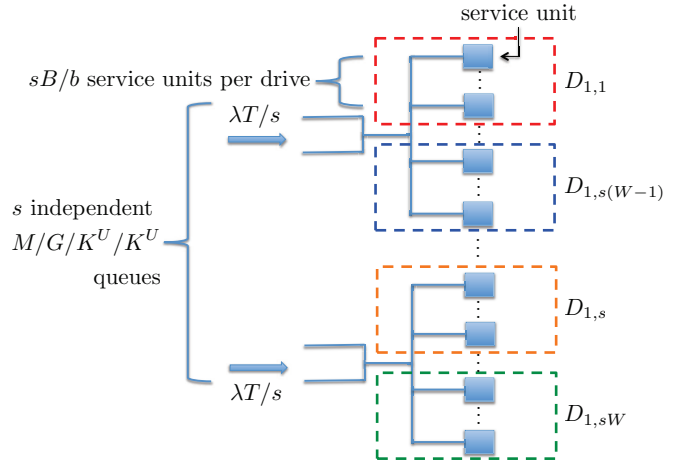 service unit
sB/b service units per drive
D_{1,1}
λT/s
D_{1,s(W−1)}
s independent
M/G/K^U/K^U
queues
D_{1,s}
λT/s
D_{1,sW}